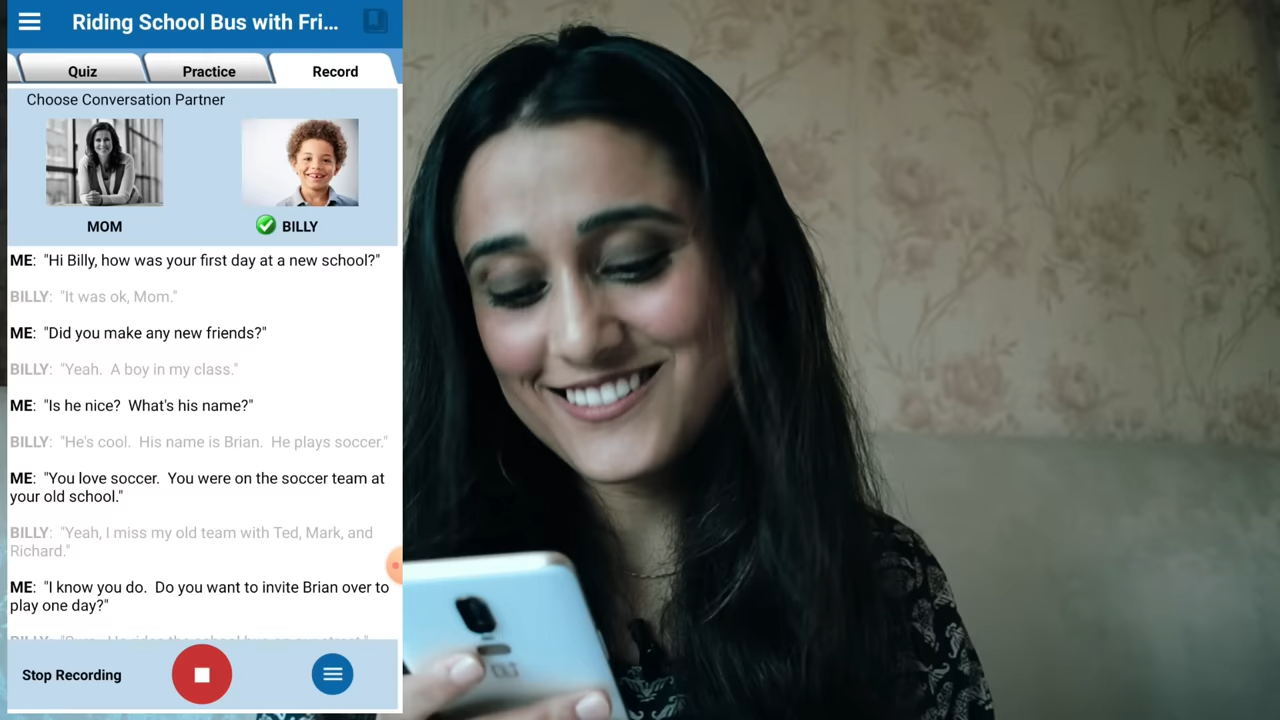 Riding School Bus with Fri...
Quiz
Practice
Record
Choose Conversation Partner
MOM
BILLY
ME: "Hi Billy, how was your first day at a new school?"
BILLY: "It was ok, Mom."
ME: "Did you make any new friends?"
BILLY: "Yeah. A boy in my class."
ME: "Is he nice? What's his name?"
BILLY: "He's cool. His name is Brian. He plays soccer."
ME: "You love soccer. You were on the soccer team at
your old school."
BILLY: "Yeah, I miss my old team with Ted, Mark, and
Richard."
ME: "I know you do. Do you want to invite Brian over to
play one day?"
Stop Recording